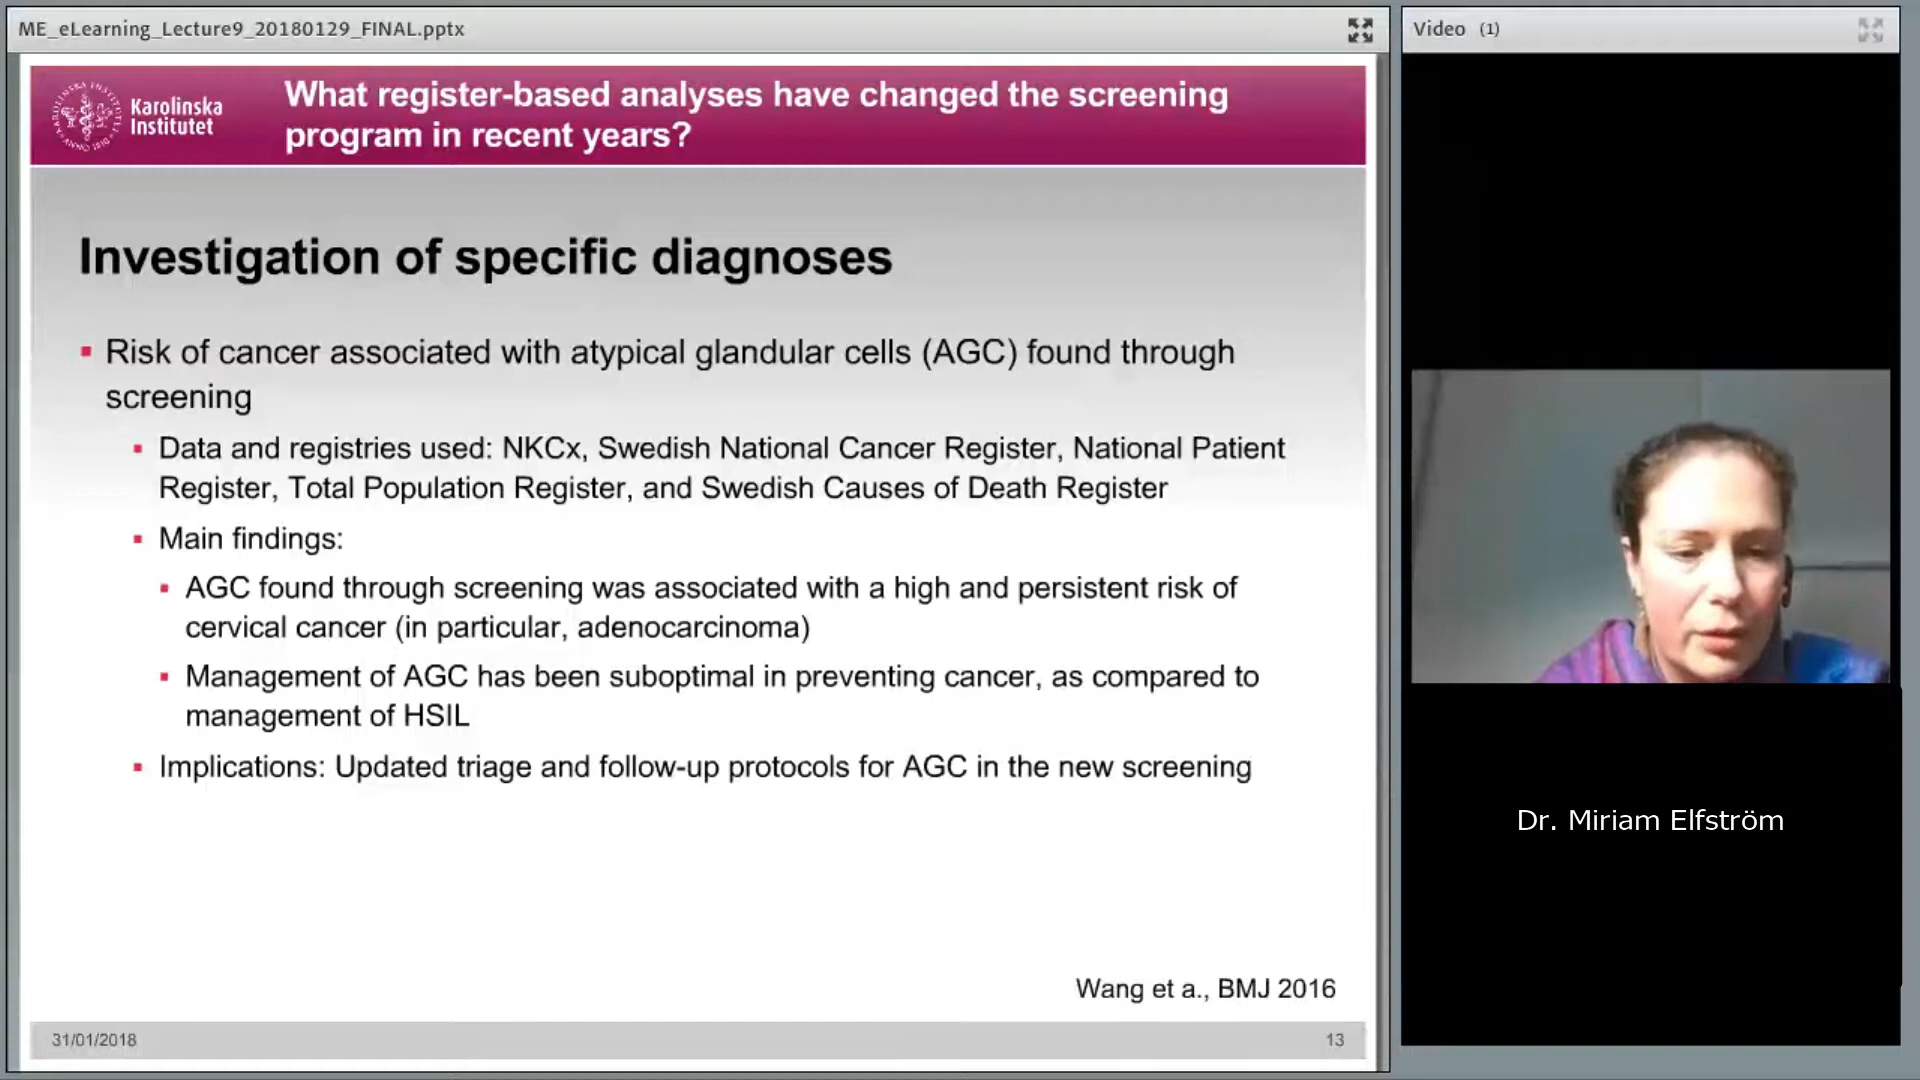 ME_eLearning_Lecture9_20180129_FINAL.pptx
Video (1)
Karolinska
Institutet
What register-based analyses have changed the screening
program in recent years?
Investigation of specific diagnoses
Risk of cancer associated with atypical glandular cells (AGC) found through
screening
Data and registries used: NKCx, Swedish National Cancer Register, National Patient
Register, Total Population Register, and Swedish Causes of Death Register
Main findings:
AGC found through screening was associated with a high and persistent risk of
cervical cancer (in particular, adenocarcinoma)
Management of AGC has been suboptimal in preventing cancer, as compared to
management of HSIL
Implications: Updated triage and follow-up protocols for AGC in the new screening
Wang et a., BMJ 2016
31/01/2018
13
Dr. Miriam Elfström